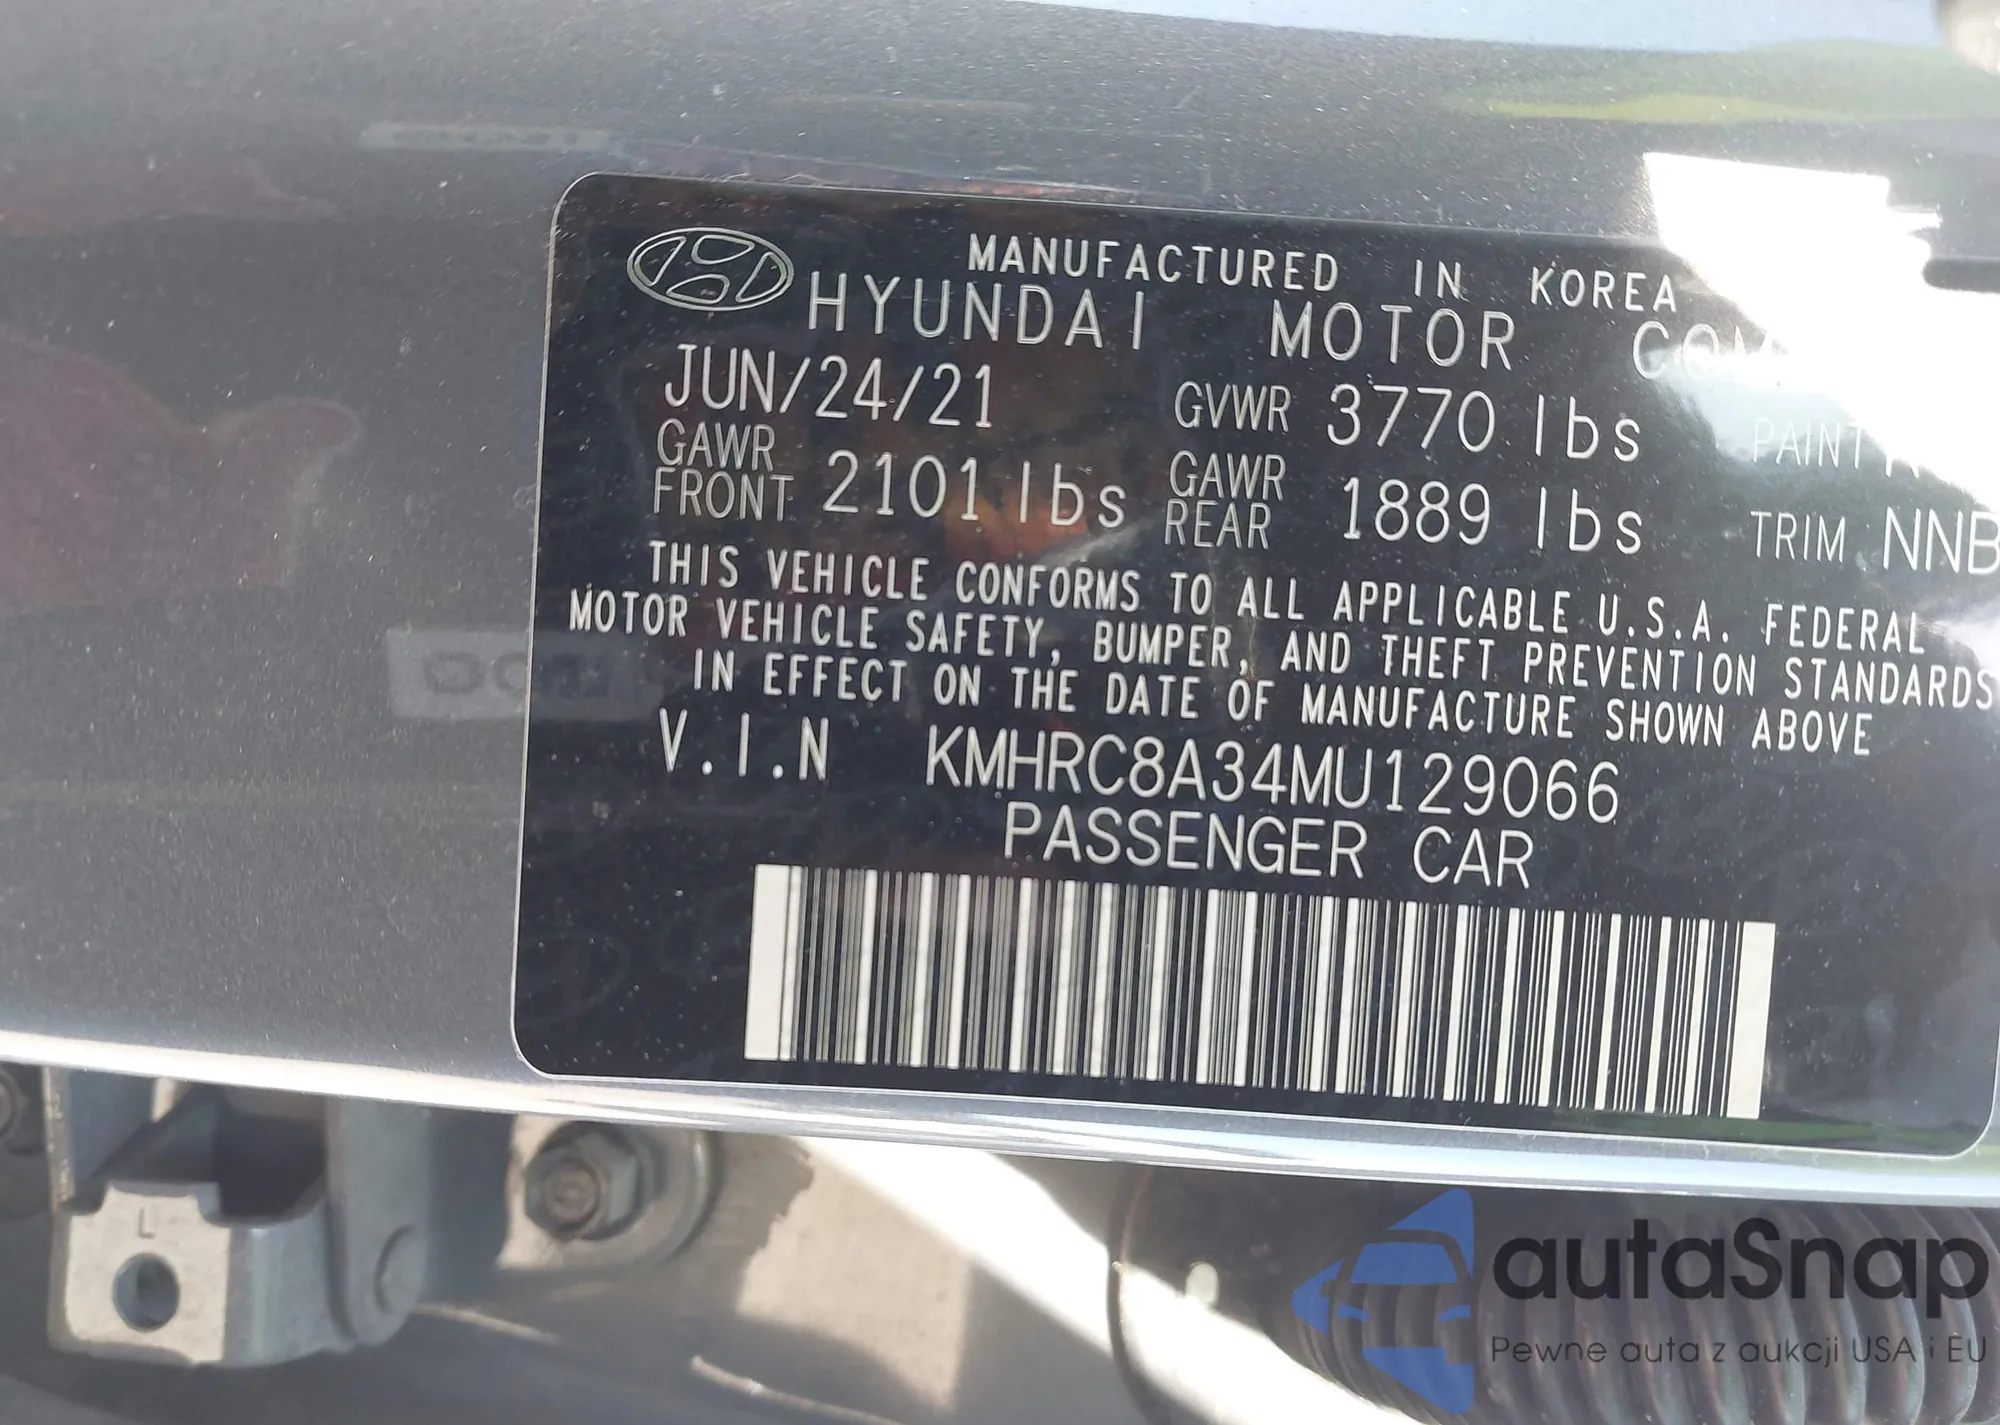 MANUFACTURED IN KOREA
HYUNDAI MOTOR COM
JUN/24/21 GVWR 3770 lbs PAINT
GAWR FRONT 2101 lbs GAWR REAR 1889 lbs TRIM NNB
THIS VEHICLE CONFORMS TO ALL APPLICABLE U.S.A. FEDERAL
MOTOR VEHICLE SAFETY, BUMPER, AND THEFT PREVENTION STANDARDS
IN EFFECT ON THE DATE OF MANUFACTURE SHOWN ABOVE
V.I.N KMHRC8A34MU129066
PASSENGER CAR
L
autaSnap
Pewne auta z aukcji USA i EU